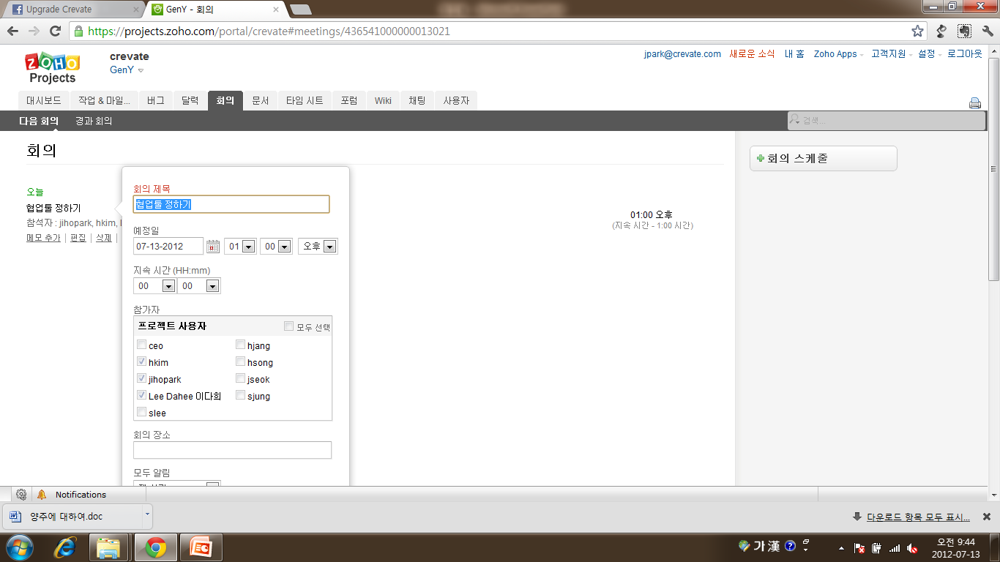 Upgrade Crevate
GenY - 회의
https://projects.zoho.com/portal/crevate#meetings/436541000000013021
ZOHO
Projects
crevate
GenY
jpark@crevate.com 새로운 소식 내 홈 Zoho Apps 고객지원 설정 로그아웃
대시보드 작업 & 마일... 버그 달력 회의 문서 타임 시트 포럼 Wiki 채팅 사용자
다음 회의 경과 회의
검색...
회의
회의 스케줄
오늘
협업툴 정하기
참석자 : jihopark, hkim,
메모 추가 | 편집 | 삭제 |
01:00 오후
(지속 시간 - 1:00 시간)
회의 제목
협업툴 정하기
예정일
07-13-2012 01 00 오후
지속 시간 (HH:mm)
00 00
참가자
프로젝트 사용자 모두 선택
ceo hjang
hkim hsong
jihopark jseok
Lee Dahee 이다희 sjung
slee
회의 장소
모두 알림
Notifications
양주에 대하여.doc
다운로드 항목 모두 표시...
가 漢
오전 9:44
2012-07-13